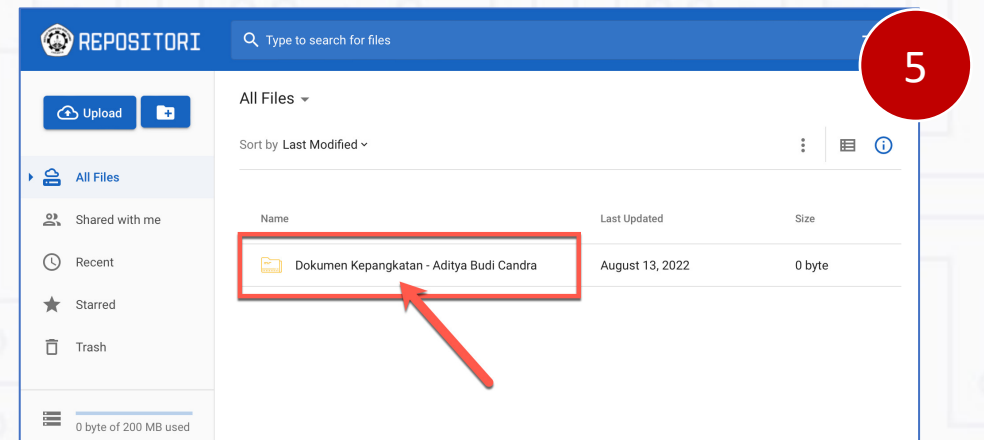 REPOSITORI
Type to search for files
5
Upload
All Files
Sort by Last Modified
All Files
Shared with me
Recent
Starred
Trash
Name Last Updated Size
Dokumen Kepangkatan - Aditya Budi Candra August 13, 2022 0 byte
0 byte of 200 MB used